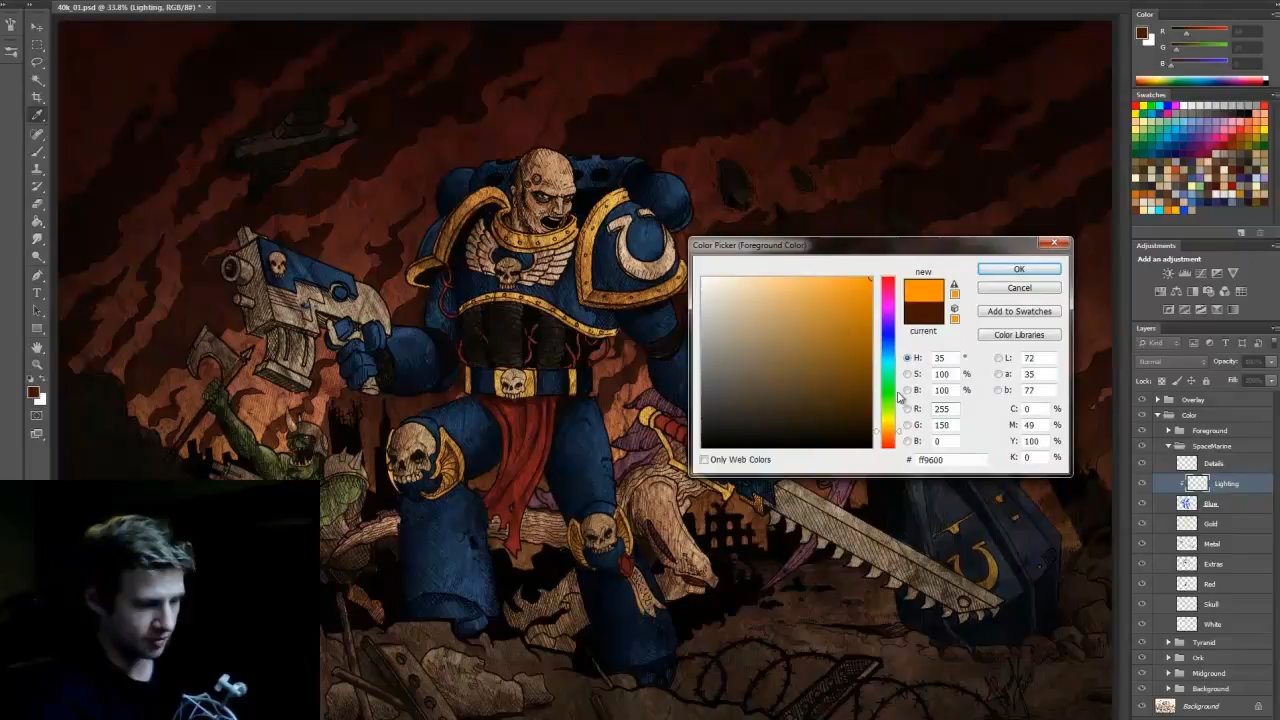 40k_01.psd @ 33.8% (Lighting, RGB/8#) *
Color
R
G
B
Swatches
Adjustments
Add an adjustment
Layers
Kind
Normal
Opacity:
Lock:
Fill:
Overlay
Color
Foreground
SpaceMarine
Details
Lighting
Blue
Gold
Metal
Extras
Red
Skull
White
Tyranid
Ork
Midground
Background
Background
Color Picker (Foreground Color)
new
current
OK
Cancel
Add to Swatches
Color Libraries
H: 35 °
S: 100 %
B: 100 %
R: 255
G: 150
B: 0
L: 72
a: 35
b: 77
C: 0 %
M: 49 %
Y: 100 %
K: 0 %
# ff9600
Only Web Colors